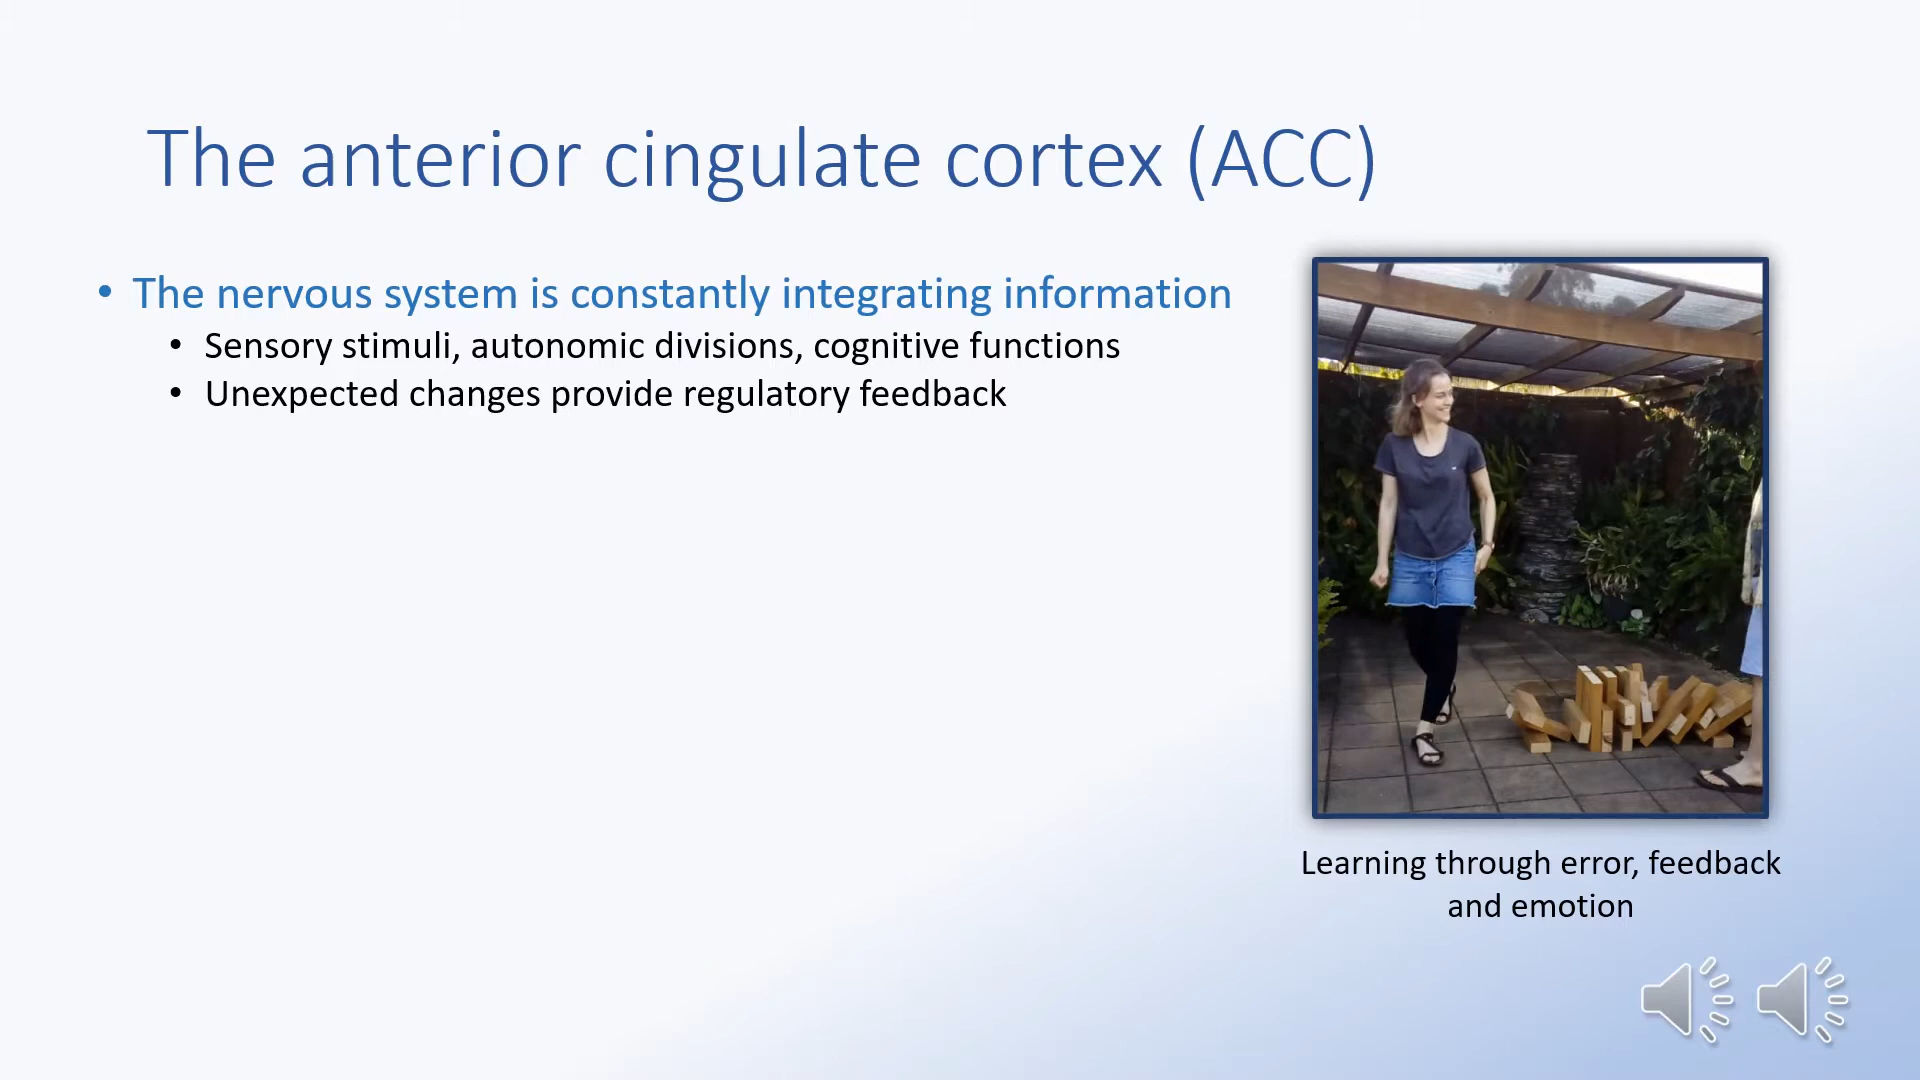 The anterior cingulate cortex (ACC)
• The nervous system is constantly integrating information
• Sensory stimuli, autonomic divisions, cognitive functions
• Unexpected changes provide regulatory feedback
Learning through error, feedback
and emotion